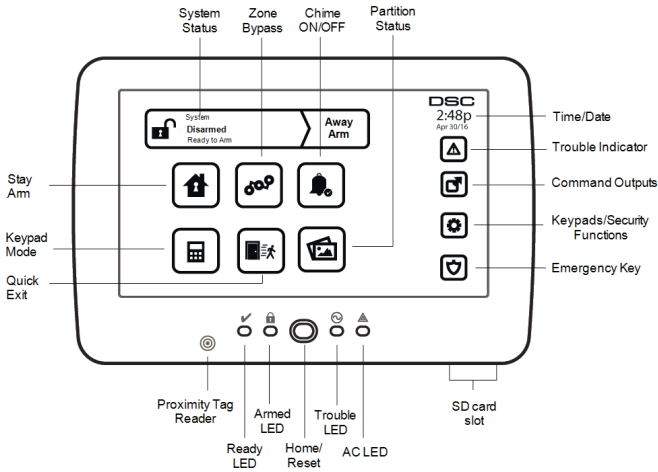 System
Status
Zone
Bypass
Chime
ON/OFF
Partition
Status
DSC
2:48p
Apr 30/16
System
Disarmed
Ready to Arm
Away
Arm
Time/Date
Trouble Indicator
Command Outputs
Keypads/Security
Functions
Emergency Key
Stay
Arm
Keypad
Mode
Quick
Exit
Proximity Tag
Reader
Ready
LED
Armed
LED
Home/
Reset
Trouble
LED
AC LED
SD card
slot